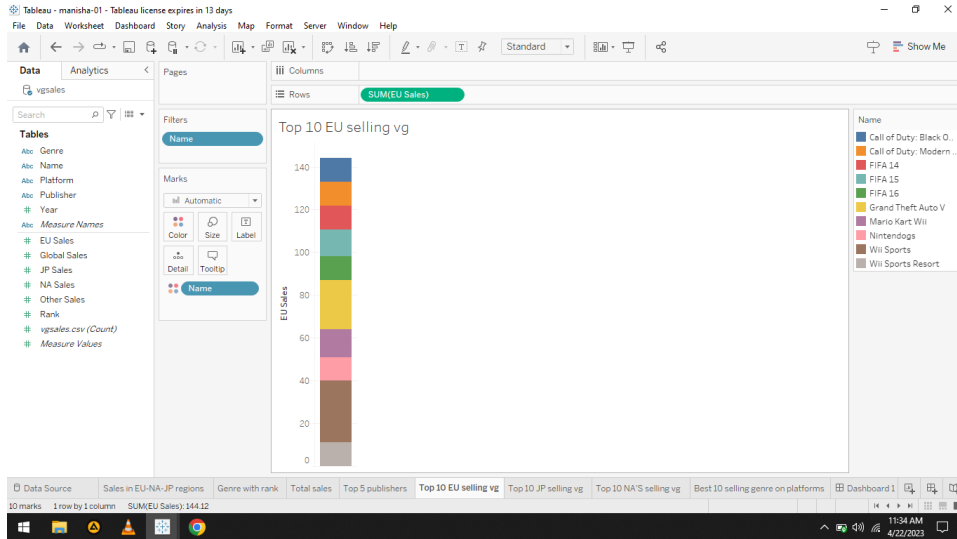 Tableau - manisha-01 - Tableau license expires in 13 days
File Data Worksheet Dashboard Story Analysis Map Format Server Window Help
Standard
Show Me
Data Analytics
vgsales
Search
Tables
Abc Genre
Abc Name
Abc Platform
Abc Publisher
# Year
Abc Measure Names
# EU Sales
# Global Sales
# JP Sales
# NA Sales
# Other Sales
# Rank
# vgsales.csv (Count)
# Measure Values
Pages
Filters
Name
Marks
Automatic
Color Size Label
Detail Tooltip
Name
Columns
Rows SUM(EU Sales)
Top 10 EU selling vg
EU Sales
140
120
100
80
60
40
20
0
Name
Call of Duty: Black O..
Call of Duty: Modern ..
FIFA 14
FIFA 15
FIFA 16
Grand Theft Auto V
Mario Kart Wii
Nintendogs
Wii Sports
Wii Sports Resort
Data Source Sales in EU-NA-JP regions Genre with rank Total sales Top 5 publishers Top 10 EU selling vg Top 10 JP selling vg Top 10 NA'S selling vg Best 10 selling genre on platforms Dashboard 1
10 marks 1 row by 1 column SUM(EU Sales): 144.12
11:34 AM
4/22/2023